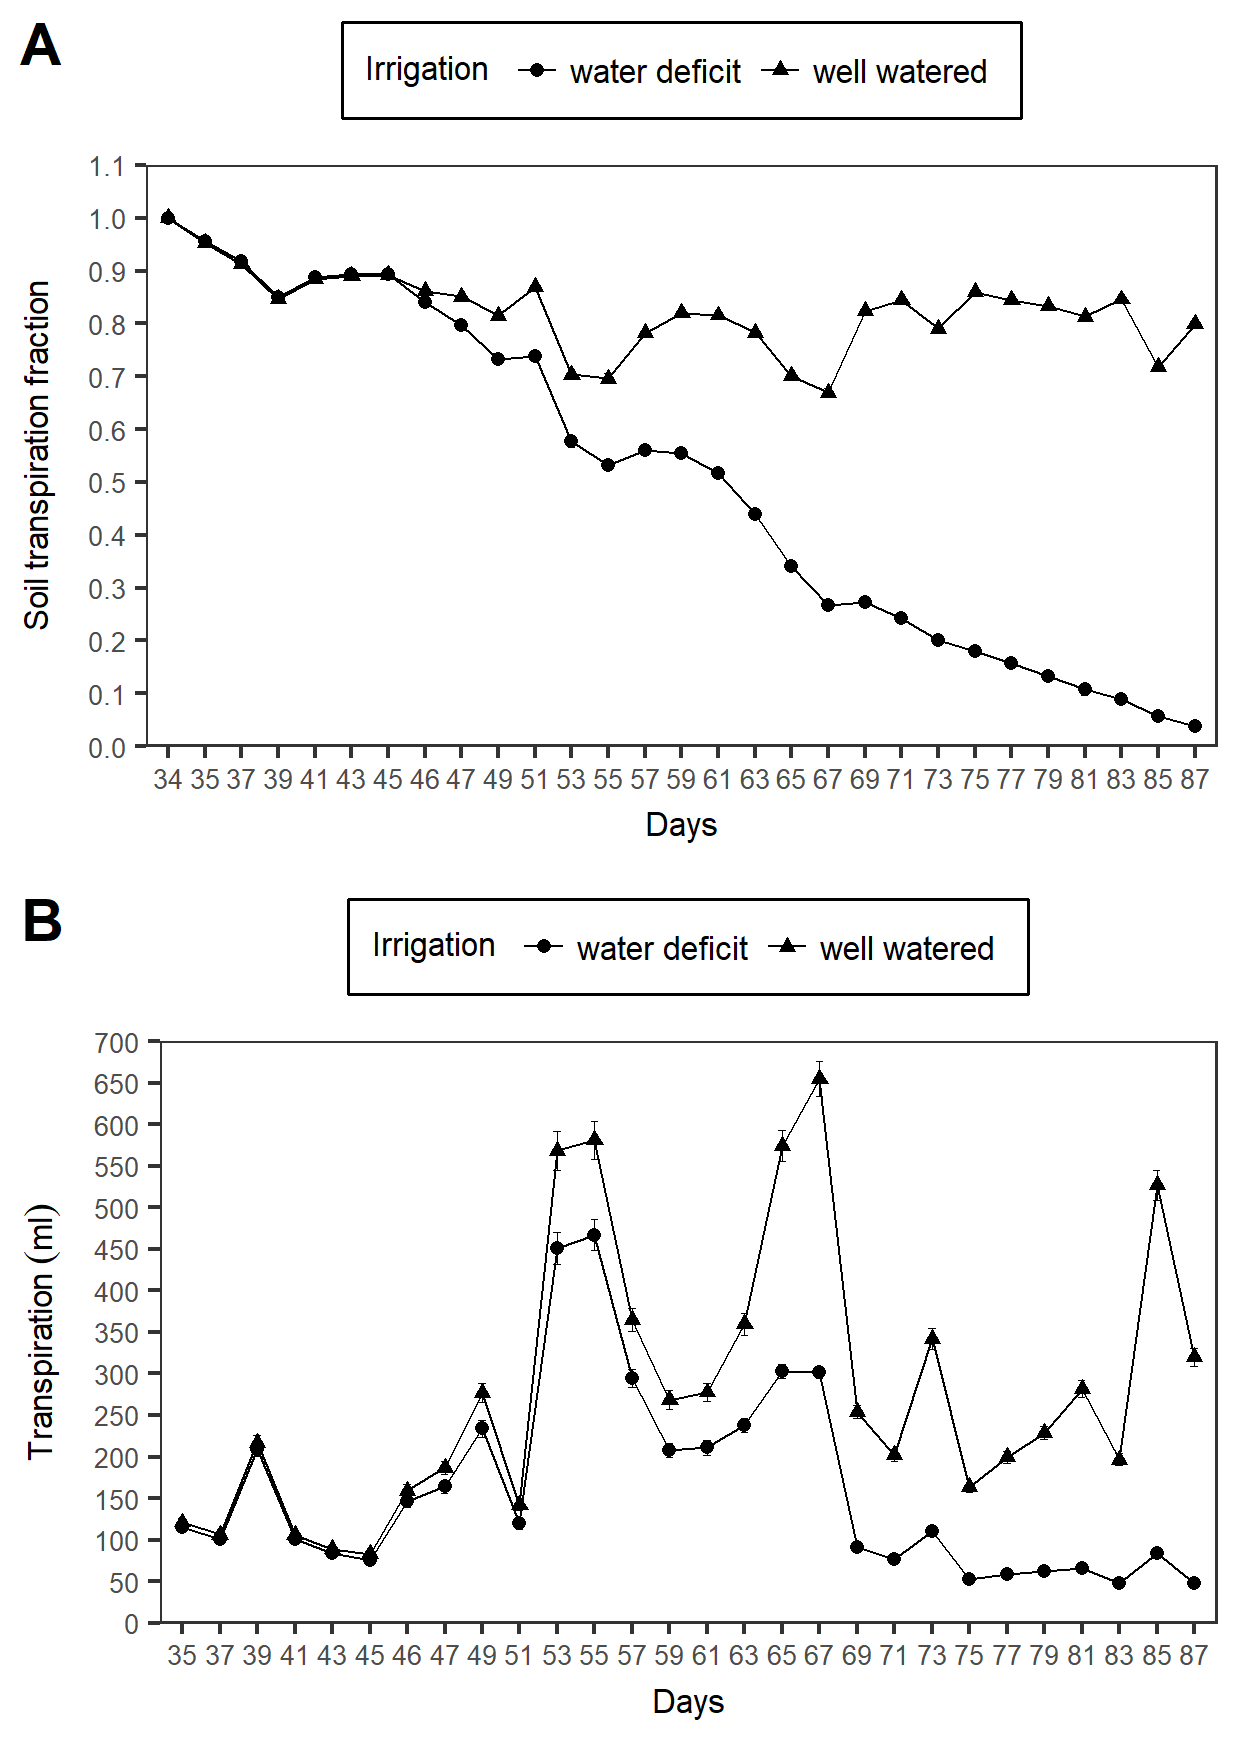 A
Irrigation water deficit well watered
1.1
1.0
0.9
0.8
0.7
0.6
0.5
0.4
0.3
0.2
0.1
0.0
Soil transpiration fraction
34 35 37 39 41 43 45 46 47 49 51 53 55 57 59 61 63 65 67 69 71 73 75 77 79 81 83 85 87
Days
B
Irrigation water deficit well watered
700
650
600
550
500
450
400
350
300
250
200
150
100
50
0
Transpiration (ml)
35 37 39 41 43 45 46 47 49 51 53 55 57 59 61 63 65 67 69 71 73 75 77 79 81 83 85 87
Days